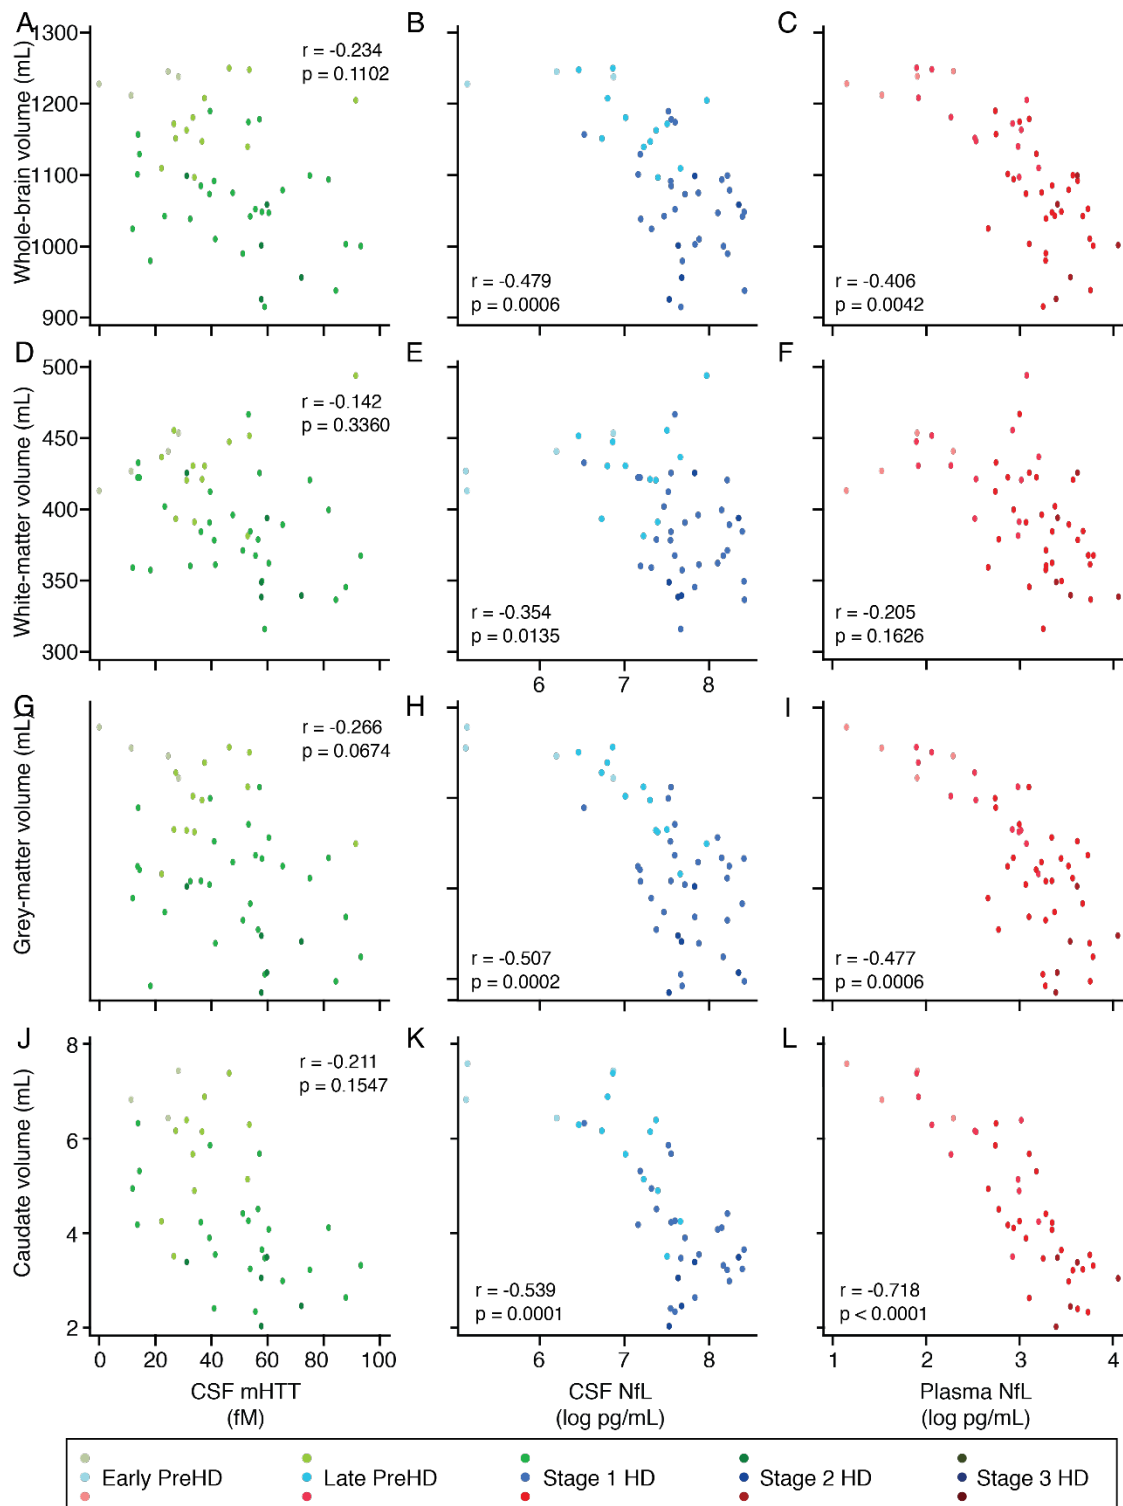 A
B
C
Whole-brain volume (mL)
1300
1200
1100
1000
900
r = -0.234
p = 0.1102
r = -0.479
p = 0.0006
r = -0.406
p = 0.0042
D
E
F
White-matter volume (mL)
500
450
400
350
300
r = -0.142
p = 0.3360
r = -0.354
p = 0.0135
r = -0.205
p = 0.1626
6 7 8
G
H
I
Grey-matter volume (mL)
r = -0.266
p = 0.0674
r = -0.507
p = 0.0002
r = -0.477
p = 0.0006
J
K
L
Caudate volume (mL)
8
6
4
2
r = -0.211
p = 0.1547
r = -0.539
p = 0.0001
r = -0.718
p < 0.0001
0 20 40 60 80 100
6 7 8
1 2 3 4
CSF mHTT
(fM)
CSF NfL
(log pg/mL)
Plasma NfL
(log pg/mL)
Early PreHD
Late PreHD
Stage 1 HD
Stage 2 HD
Stage 3 HD